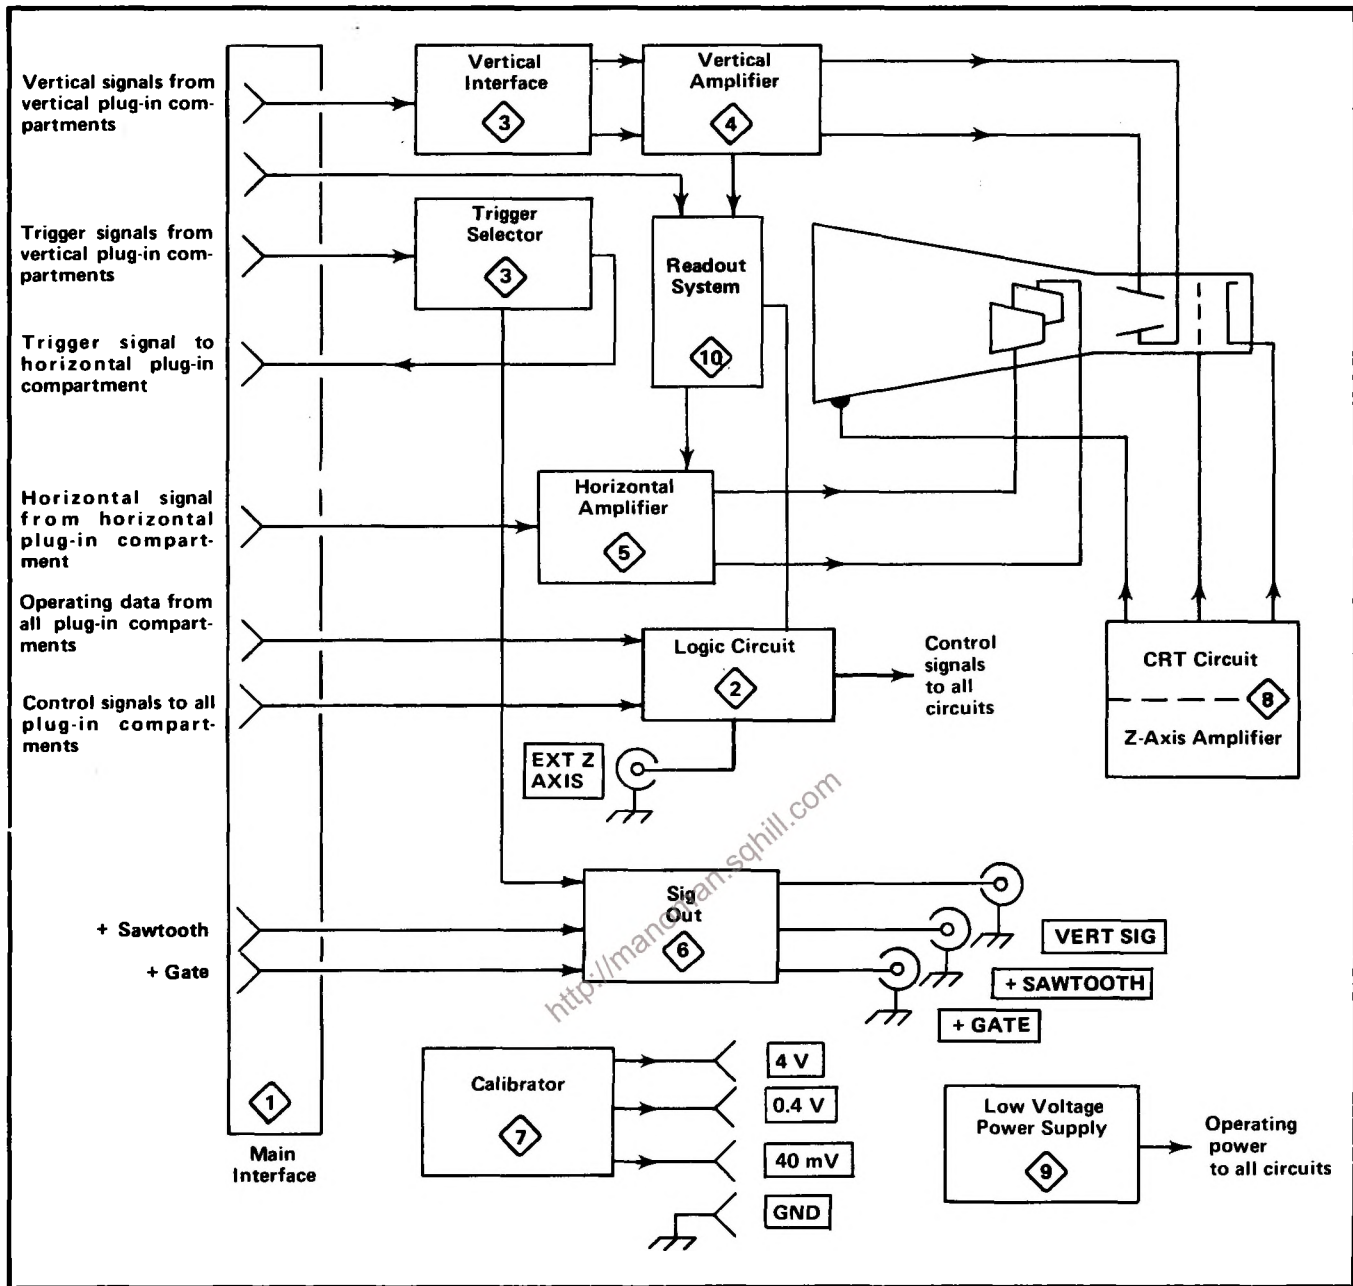 Vertical signals from
vertical plug-in com-
partments
Trigger signals from
vertical plug-in com-
partments
Trigger signal to
horizontal plug-in
compartment
Horizontal signal
from horizontal
plug-in compart-
ment
Operating data from
all plug-in compart-
ments
Control signals to all
plug-in compart-
ments
+ Sawtooth
+ Gate
1
Main
Interface
Vertical
Interface
3
Vertical
Amplifier
4
Trigger
Selector
3
Readout
System
10
Horizontal
Amplifier
5
Logic Circuit
2
Control
signals
to all
circuits
EXT Z
AXIS
CRT Circuit
8
Z-Axis Amplifier
Sig
Out
6
VERT SIG
+ SAWTOOTH
+ GATE
Calibrator
7
4 V
0.4 V
40 mV
GND
Low Voltage
Power Supply
9
Operating
power
to all circuits
http://manoman.sqhill.com